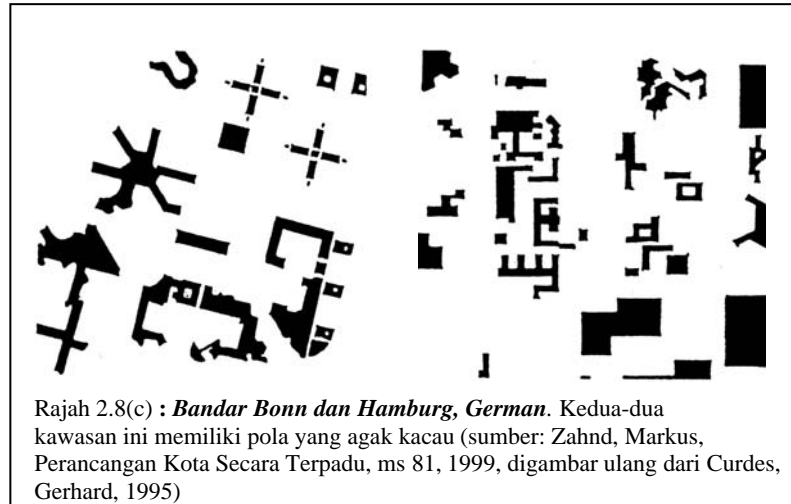 Rajah 2.8(c) : Bandar Bonn dan Hamburg, German. Kedua-dua
kawasan ini memiliki pola yang agak kacau (sumber: Zahnd, Markus,
Perancangan Kota Secara Terpadu, ms 81, 1999, digambar ulang dari Curdes,
Gerhard, 1995)